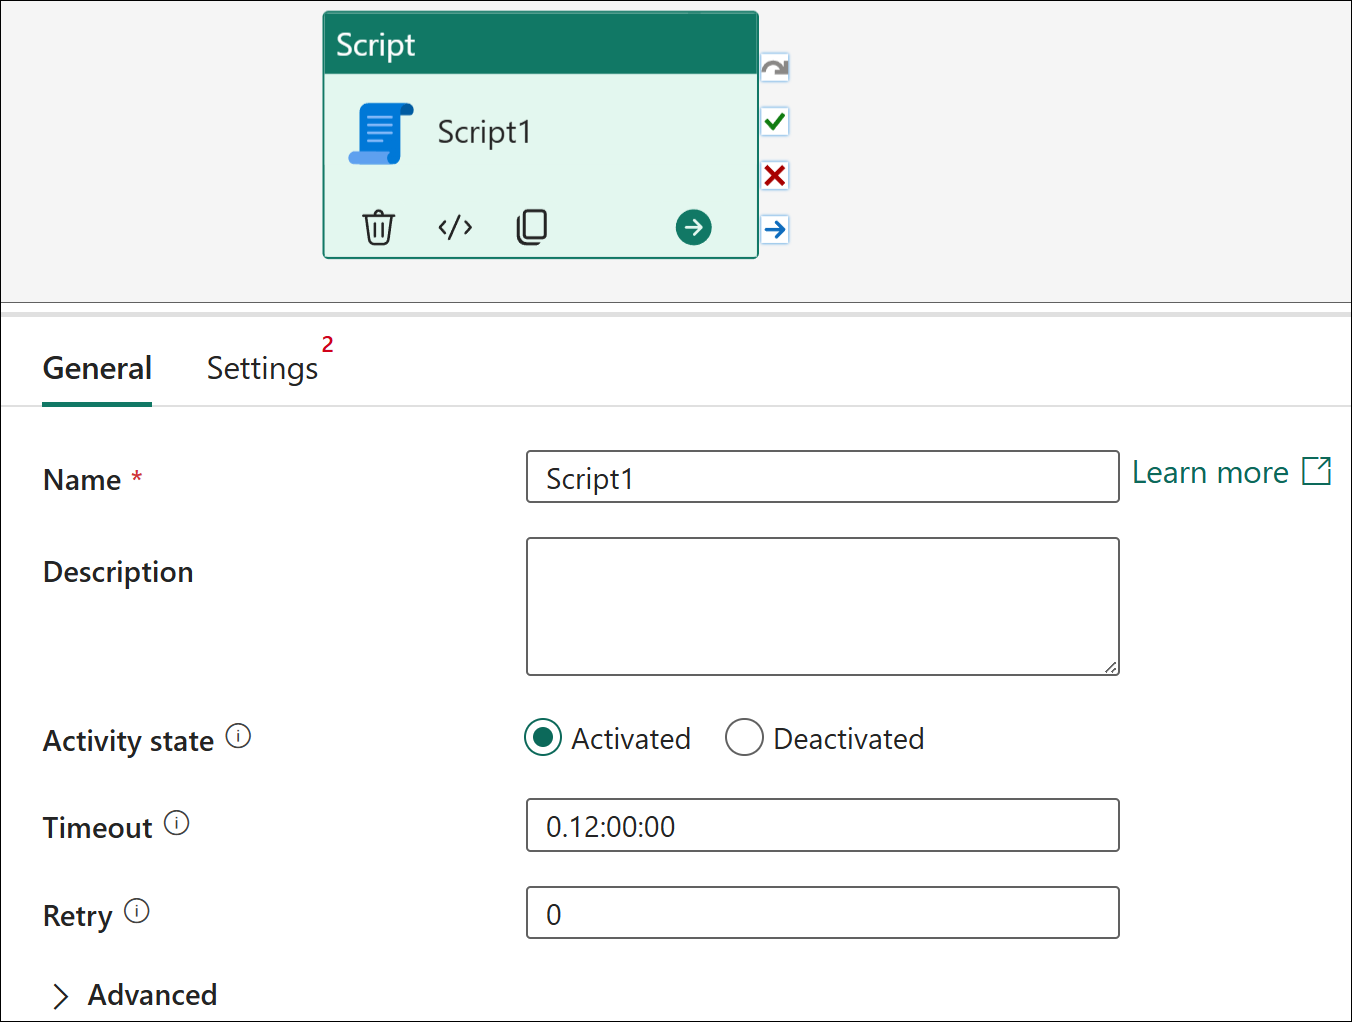 Script
Script1
General
Settings 2
Name *
Script1
Learn more
Description
Activity state
Activated
Deactivated
Timeout
0.12:00:00
Retry
0
Advanced